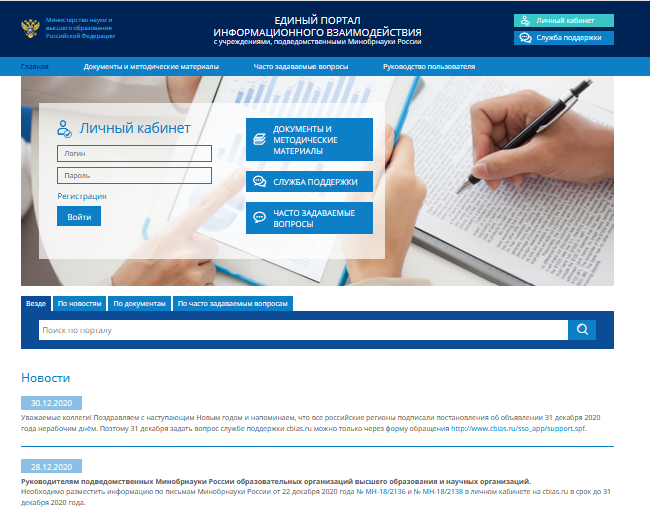 Министерство науки и
высшего образования
Российской Федерации
ЕДИНЫЙ ПОРТАЛ
ИНФОРМАЦИОННОГО ВЗАИМОДЕЙСТВИЯ
с учреждениями, подведомственными Минобрнауки России
Личный кабинет
Служба поддержки
Главная Документы и методические материалы Часто задаваемые вопросы Руководство пользователя
Личный кабинет
Логин
Пароль
Регистрация
Войти
ДОКУМЕНТЫ И
МЕТОДИЧЕСКИЕ
МАТЕРИАЛЫ
СЛУЖБА ПОДДЕРЖКИ
ЧАСТО ЗАДАВАЕМЫЕ
ВОПРОСЫ
Везде По новостям По документам По часто задаваемым вопросам
Поиск по порталу
Новости
30.12.2020
Уважаемые коллеги! Поздравляем с наступающим Новым годом и напоминаем, что все российские регионы подписали постановления об объявлении 31 декабря 2020
года нерабочим днём. Поэтому 31 декабря задать вопрос службе поддержки cbias.ru можно только через форму обращения http://www.cbias.ru/sso_app/support.spf.
28.12.2020
Руководителям подведомственных Минобрнауки России образовательных организаций высшего образования и научных организаций.
Необходимо разместить информацию по письмам Минобрнауки России от 22 декабря 2020 года № МН-18/2136 и № МН-18/2138 в личном кабинете на cbias.ru в срок до 31
декабря 2020 года.